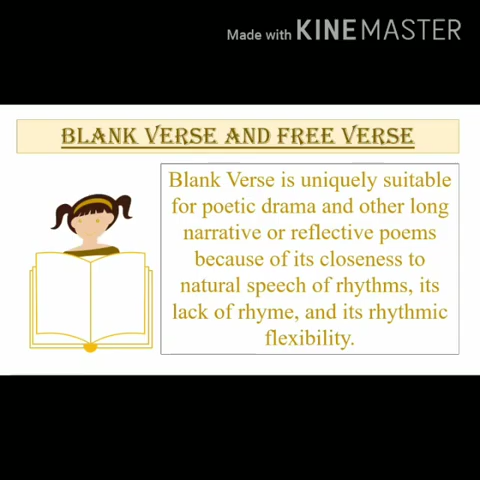 Made with KINEMASTER
BLANK VERSE AND FREE VERSE
Blank Verse is uniquely suitable
for poetic drama and other long
narrative or reflective poems
because of its closeness to
natural speech of rhythms, its
lack of rhyme, and its rhythmic
flexibility.